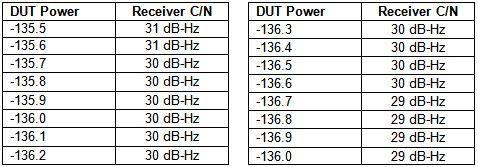 DUT Power Receiver C/N
-135.5 31 dB-Hz
-135.6 31 dB-Hz
-135.7 30 dB-Hz
-135.8 30 dB-Hz
-135.9 30 dB-Hz
-136.0 30 dB-Hz
-136.1 30 dB-Hz
-136.2 30 dB-Hz
DUT Power Receiver C/N
-136.3 30 dB-Hz
-136.4 30 dB-Hz
-136.5 30 dB-Hz
-136.6 30 dB-Hz
-136.7 29 dB-Hz
-136.8 29 dB-Hz
-136.9 29 dB-Hz
-136.0 29 dB-Hz